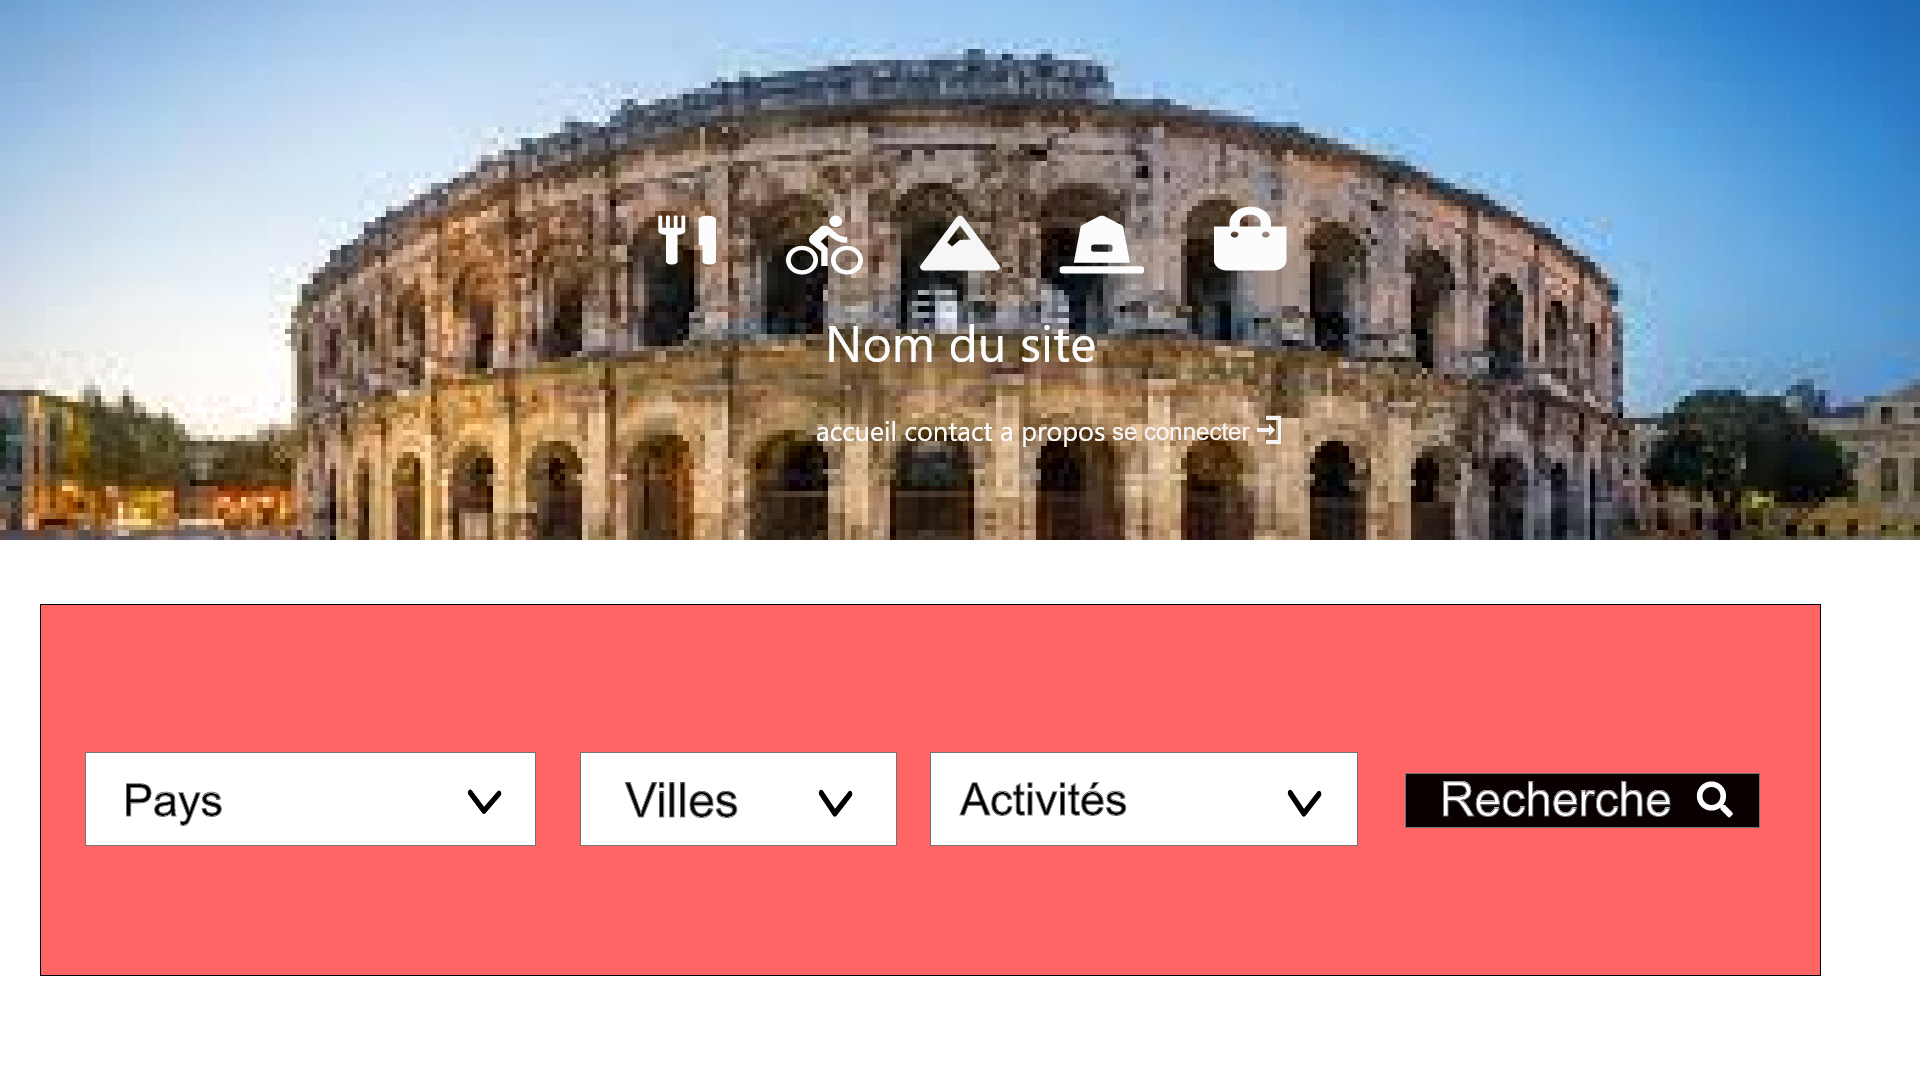 Nom du site
accueil contact a propos se connecter
Pays Villes Activités Recherche